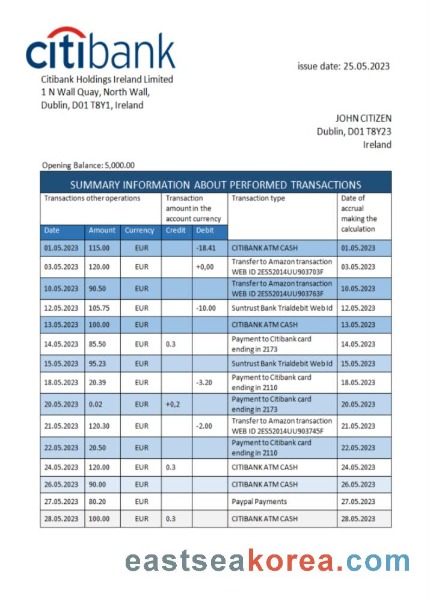 citibank
issue date: 25.05.2023
Citibank Holdings Ireland Limited
1 N Wall Quay, North Wall,
Dublin, D01 T8Y1, Ireland
JOHN CITIZEN
Dublin, D01 T8Y23
Ireland
Opening Balance: 5,000.00
SUMMARY INFORMATION ABOUT PERFORMED TRANSACTIONS
Transactions other operations Transaction amount in the account currency Transaction type Date of accrual making the calculation
Date Amount Currency Credit Debit
01.05.2023 115.00 EUR -18.41 CITIBANK ATM CASH 01.05.2023
03.05.2023 120.00 EUR +0,00 Transfer to Amazon transaction WEB ID 2ES52014UU903703F 03.05.2023
10.05.2023 90.50 EUR Transfer to Amazon transaction WEB ID 2ES52014UU903763F 10.05.2023
12.05.2023 105.75 EUR -10.00 Suntrust Bank Trialdebit Web Id 12.05.2023
13.05.2023 100.00 EUR CITIBANK ATM CASH 13.05.2023
14.05.2023 85.50 EUR 0.3 Payment to Citibank card ending in 2173 14.05.2023
15.05.2023 95.23 EUR Suntrust Bank Trialdebit Web Id 15.05.2023
18.05.2023 20.39 EUR -3.20 Payment to Citibank card ending in 2110 18.05.2023
20.05.2023 0.02 EUR +0,2 Payment to Citibank card ending in 2173 20.05.2023
21.05.2023 120.30 EUR -2.00 Transfer to Amazon transaction WEB ID 2ES52014UU903745F 21.05.2023
22.05.2023 20.50 EUR Payment to Citibank card ending in 2110 22.05.2023
24.05.2023 120.00 EUR 0.3 CITIBANK ATM CASH 24.05.2023
26.05.2023 90.00 EUR CITIBANK ATM CASH 26.05.2023
27.05.2023 80.20 EUR Paypal Payments 27.05.2023
28.05.2023 100.00 EUR 0.3 CITIBANK ATM CASH 28.05.2023
eastseakorea.com